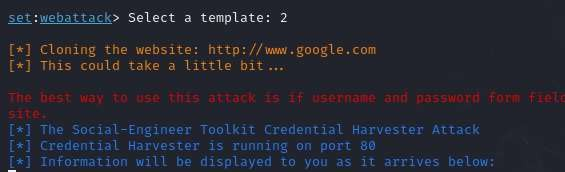 set:webattack> Select a template: 2
[*] Cloning the website: http://www.google.com
[*] This could take a little bit...
The best way to use this attack is if username and password form field
site.
[*] The Social-Engineer Toolkit Credential Harvester Attack
[*] Credential Harvester is running on port 80
[*] Information will be displayed to you as it arrives below: